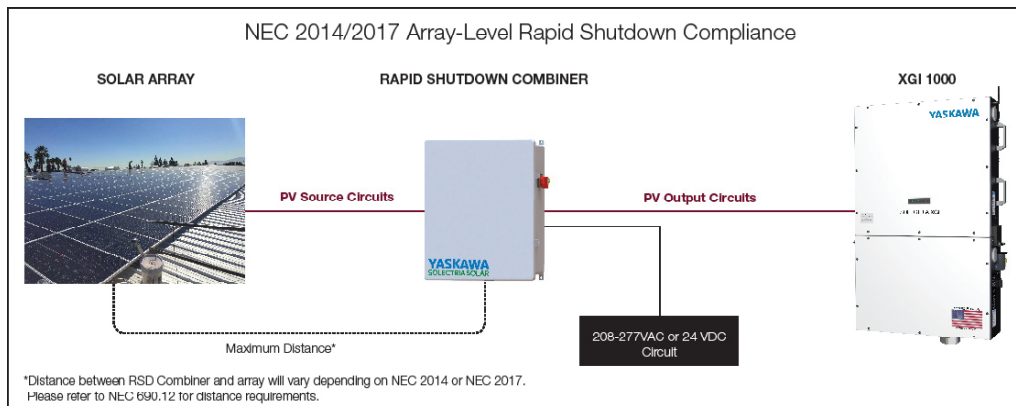 NEC 2014/2017 Array-Level Rapid Shutdown Compliance
SOLAR ARRAY
RAPID SHUTDOWN COMBINER
XGI 1000
PV Source Circuits
PV Output Circuits
YASKAWA
SOLECTRIA SOLAR
YASKAWA
208-277VAC or 24 VDC
Circuit
Maximum Distance*
*Distance between RSD Combiner and array will vary depending on NEC 2014 or NEC 2017.
Please refer to NEC 690.12 for distance requirements.